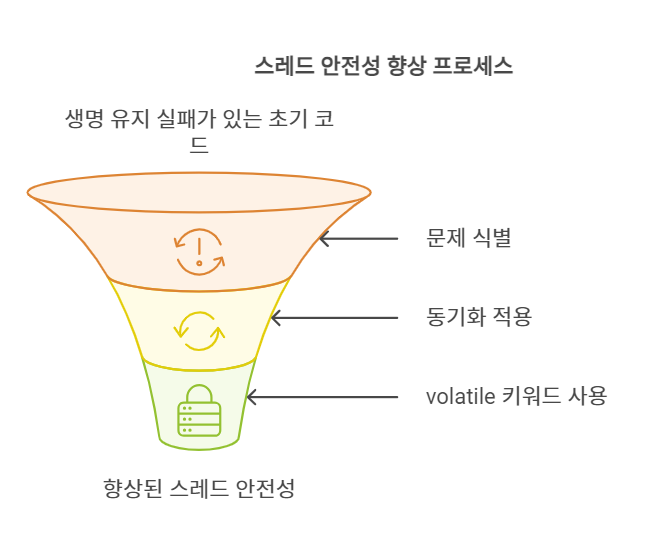 스레드 안전성 향상 프로세스
생명 유지 실패가 있는 초기 코
드
문제 식별
동기화 적용
volatile 키워드 사용
향상된 스레드 안전성